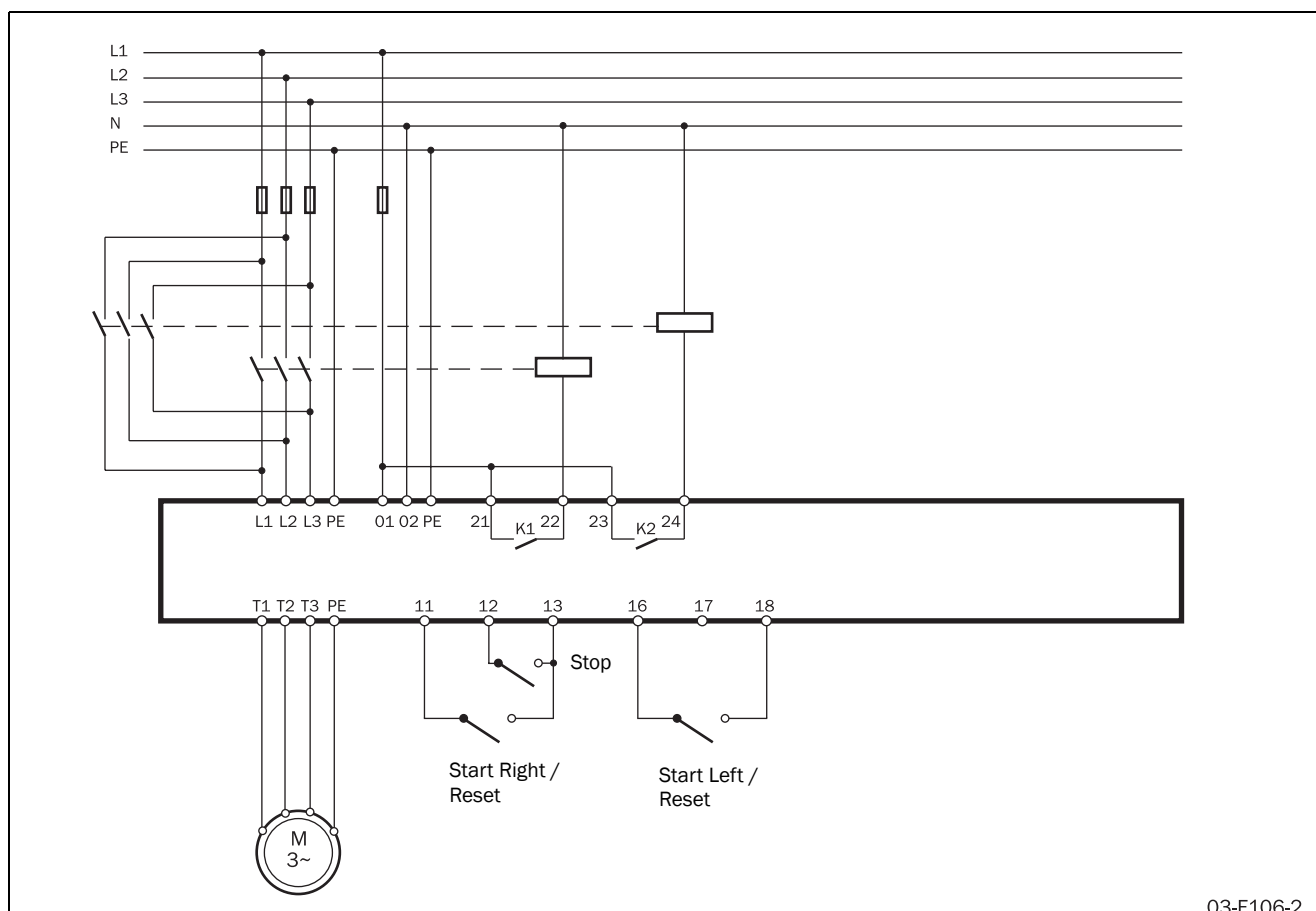 L1
L2
L3
N
PE
L1 L2 L3 PE 01 02 PE 21 K1 22 23 K2 24
T1 T2 T3 PE 11 12 13 16 17 18
Stop
Start Right /
Reset
Start Left /
Reset
M
3~
03-F106-2